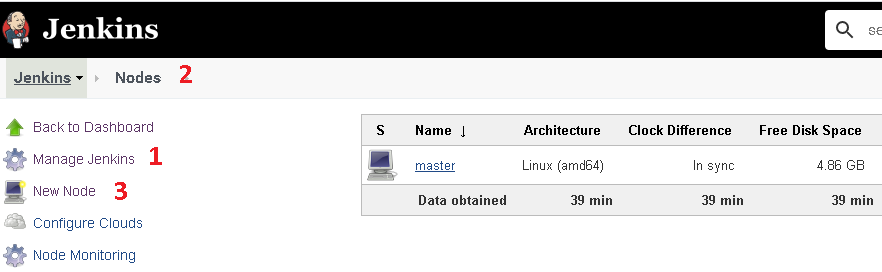 Jenkins
se
Jenkins Nodes 2
Back to Dashboard
Manage Jenkins 1
New Node 3
Configure Clouds
Node Monitoring
S Name ↓ Architecture Clock Difference Free Disk Space
master Linux (amd64) In sync 4.86 GB
Data obtained 39 min 39 min 39 min